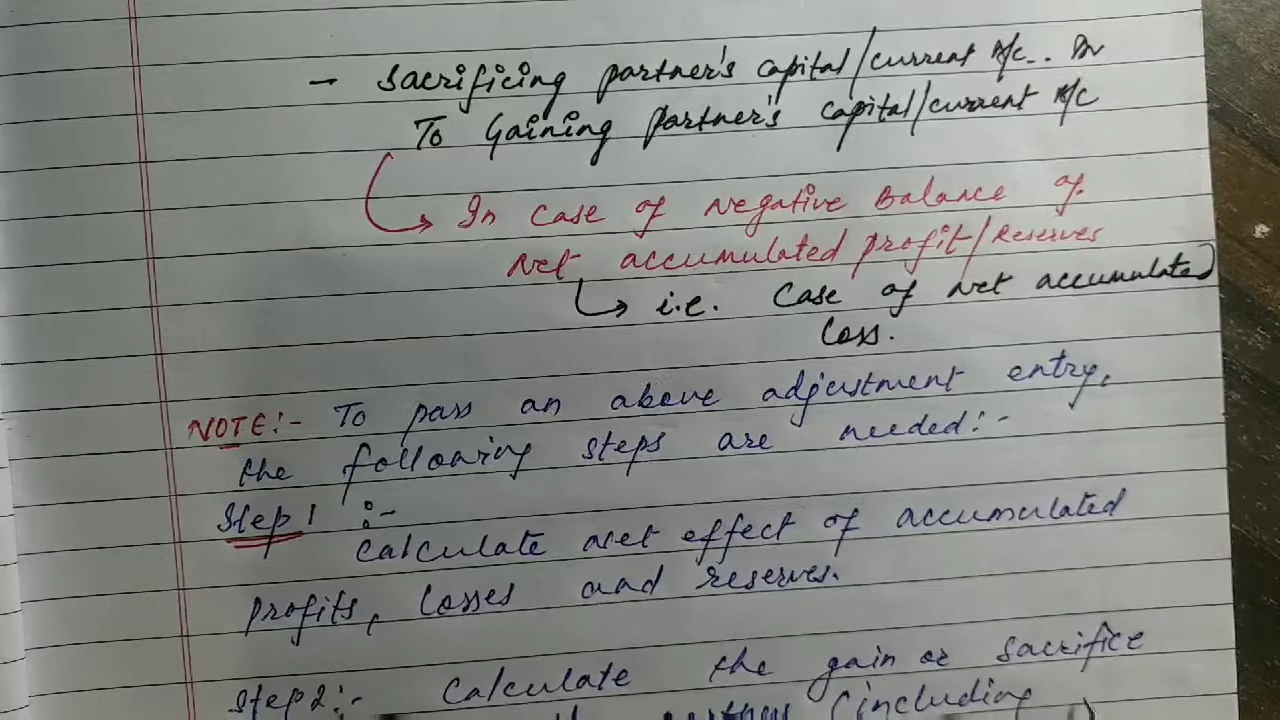 - Sacrificing partner's capital/current A/c.. Dr
To Gaining partner's capital/current A/c
In case of Negative Balance of
Net accumulated profit/Reserves
i.e. Case of Net accumulated
Loss.
NOTE:- To pass an above adjustment entry,
the following steps are needed:-
Step 1 :-
Calculate net effect of accumulated
profits, losses and reserves.
Step 2:- Calculate the gain or sacrifice
partner (including